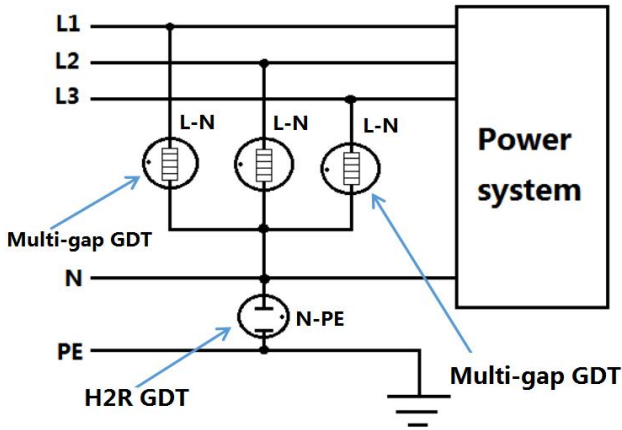 L1
L2
L3
L-N
L-N
L-N
Power
system
Multi-gap GDT
N
N-PE
PE
H2R GDT
Multi-gap GDT